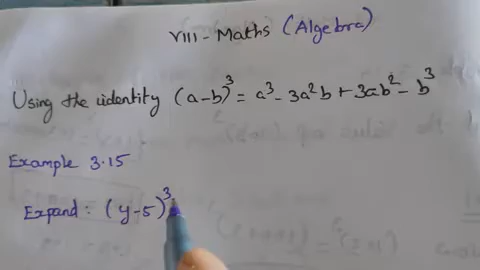 VIII - Maths (Algebra)
Using the identity (a-b)³ = a³ - 3a²b + 3ab² - b³
Example 3.15
Expand : (y-5)³